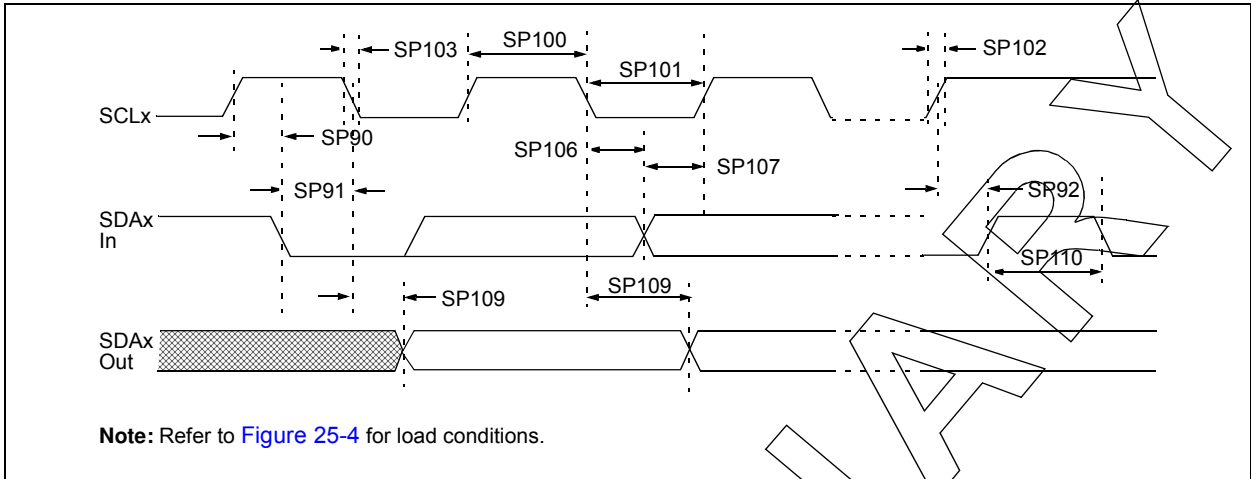 SP103
SP100
SP102
SP101
SCLx
SP90
SP106
SP107
SP91
SP92
SDAx
In
SP110
SP109
SP109
SDAx
Out
Note: Refer to Figure 25-4 for load conditions.